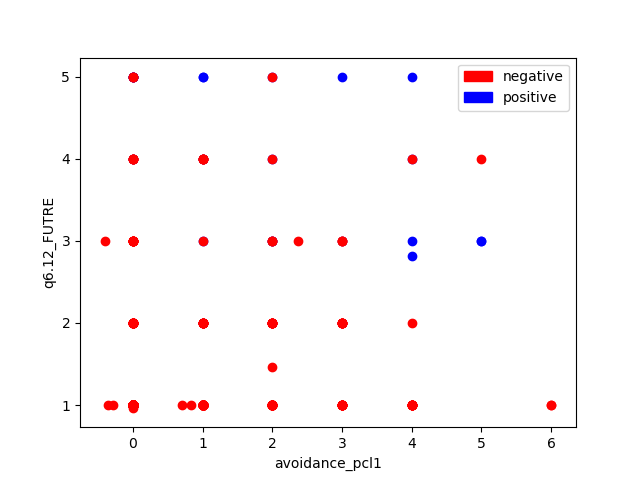 negative
positive
5
4
3
2
1
q6.12_FUTRE
0 1 2 3 4 5 6
avoidance_pcl1